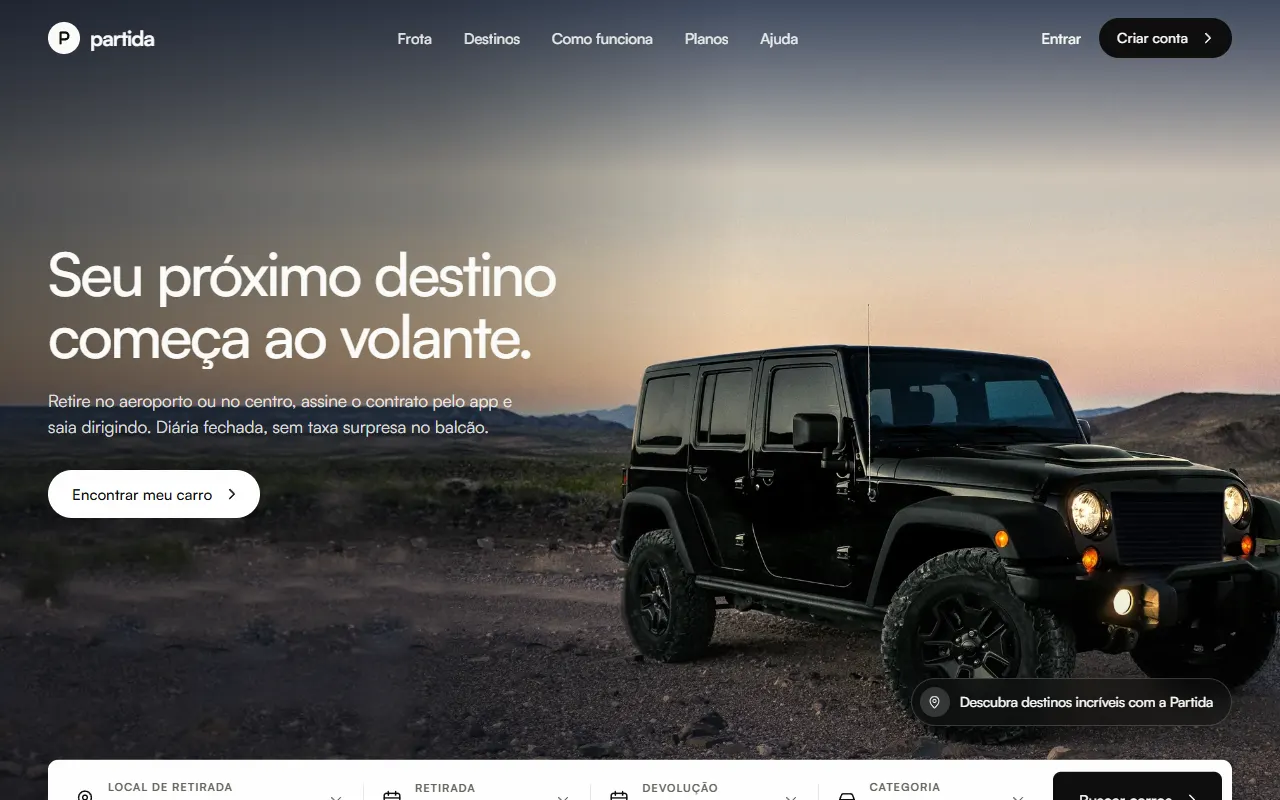 P partida
Frota Destinos Como funciona Planos Ajuda
Entrar Criar conta
Seu próximo destino
começa ao volante.
Retire no aeroporto ou no centro, assine o contrato pelo app e
saia dirigindo. Diária fechada, sem taxa surpresa no balcão.
Encontrar meu carro
Descubra destinos incríveis com a Partida
LOCAL DE RETIRADA RETIRADA DEVOLUÇÃO CATEGORIA
Buscar carros